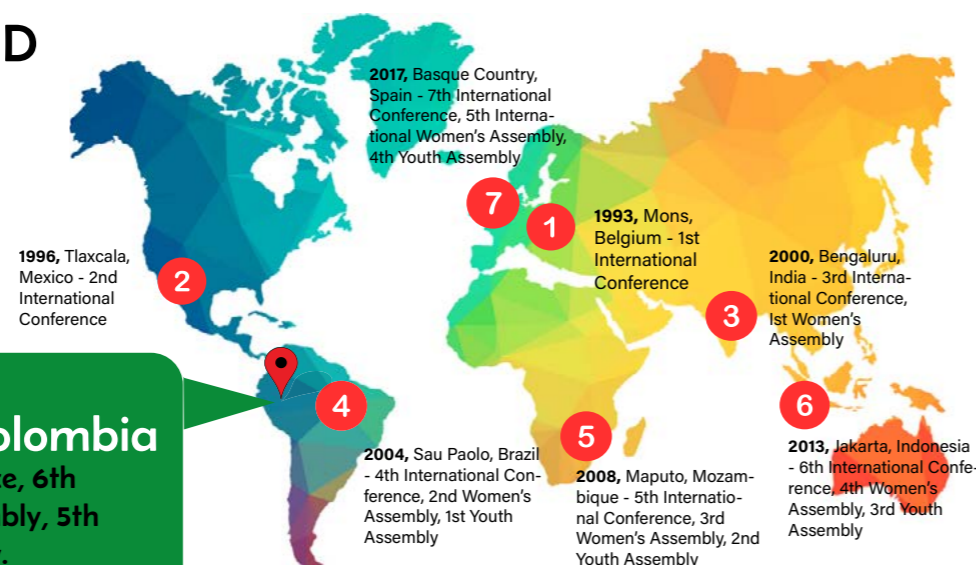 D
2017, Basque Country,
Spain - 7th International
Conference, 5th Interna-
tional Women's Assembly,
4th Youth Assembly
7
1
1993, Mons,
Belgium - 1st
International
Conference
1996, Tlaxcala,
Mexico - 2nd
International
Conference
2
2000, Bengaluru,
India - 3rd Interna-
tional Conference,
Ist Women's
Assembly
3
olombia
6th
5th
4
2004, Sau Paolo, Brazil
- 4th International Con-
ference, 2nd Women's
Assembly, 1st Youth
Assembly
5
2008, Maputo, Mozam-
bique - 5th Internatio-
nal Conference, 3rd
Women's Assembly, 2nd
Youth Assembly
6
2013, Jakarta, Indonesia
- 6th International Confe-
rence, 4th Women's
Assembly, 3rd Youth
Assembly